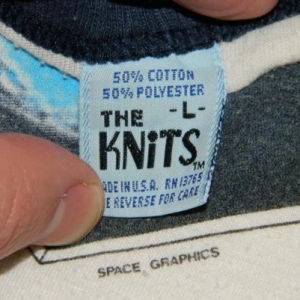 50% COTTON
50% POLYESTER
THE -L-
KNiTS TM
ADE IN U.S.A. RN 13765
E REVERSE FOR CARE
SPACE GRAPHICS